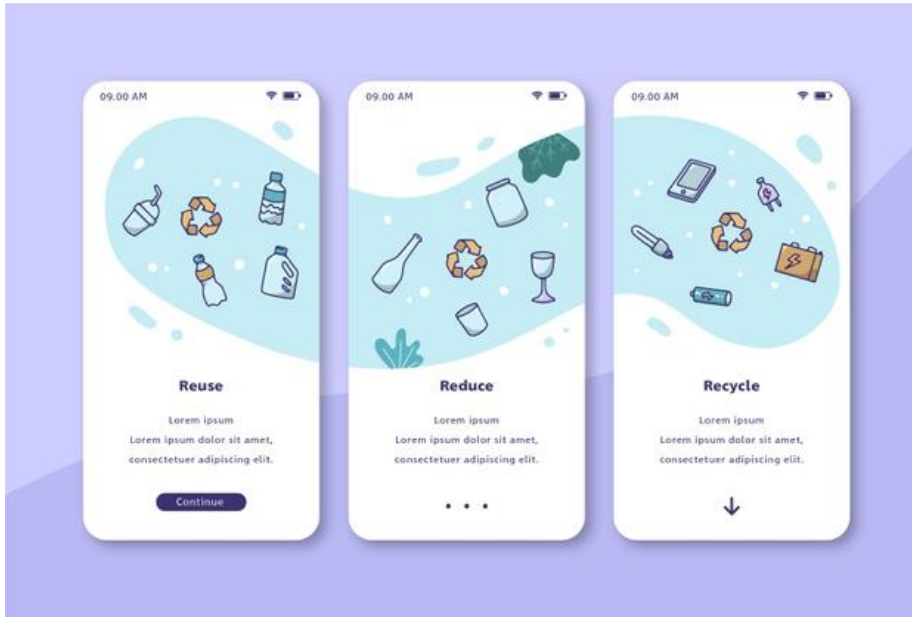 09.00 AM
Reuse
Lorem ipsum
Lorem ipsum dolor sit amet,
consectetuer adipiscing elit.
Continue
09.00 AM
Reduce
Lorem ipsum
Lorem ipsum dolor sit amet,
consectetuer adipiscing elit.
09.00 AM
Recycle
Lorem ipsum
Lorem ipsum dolor sit amet,
consectetuer adipiscing elit.